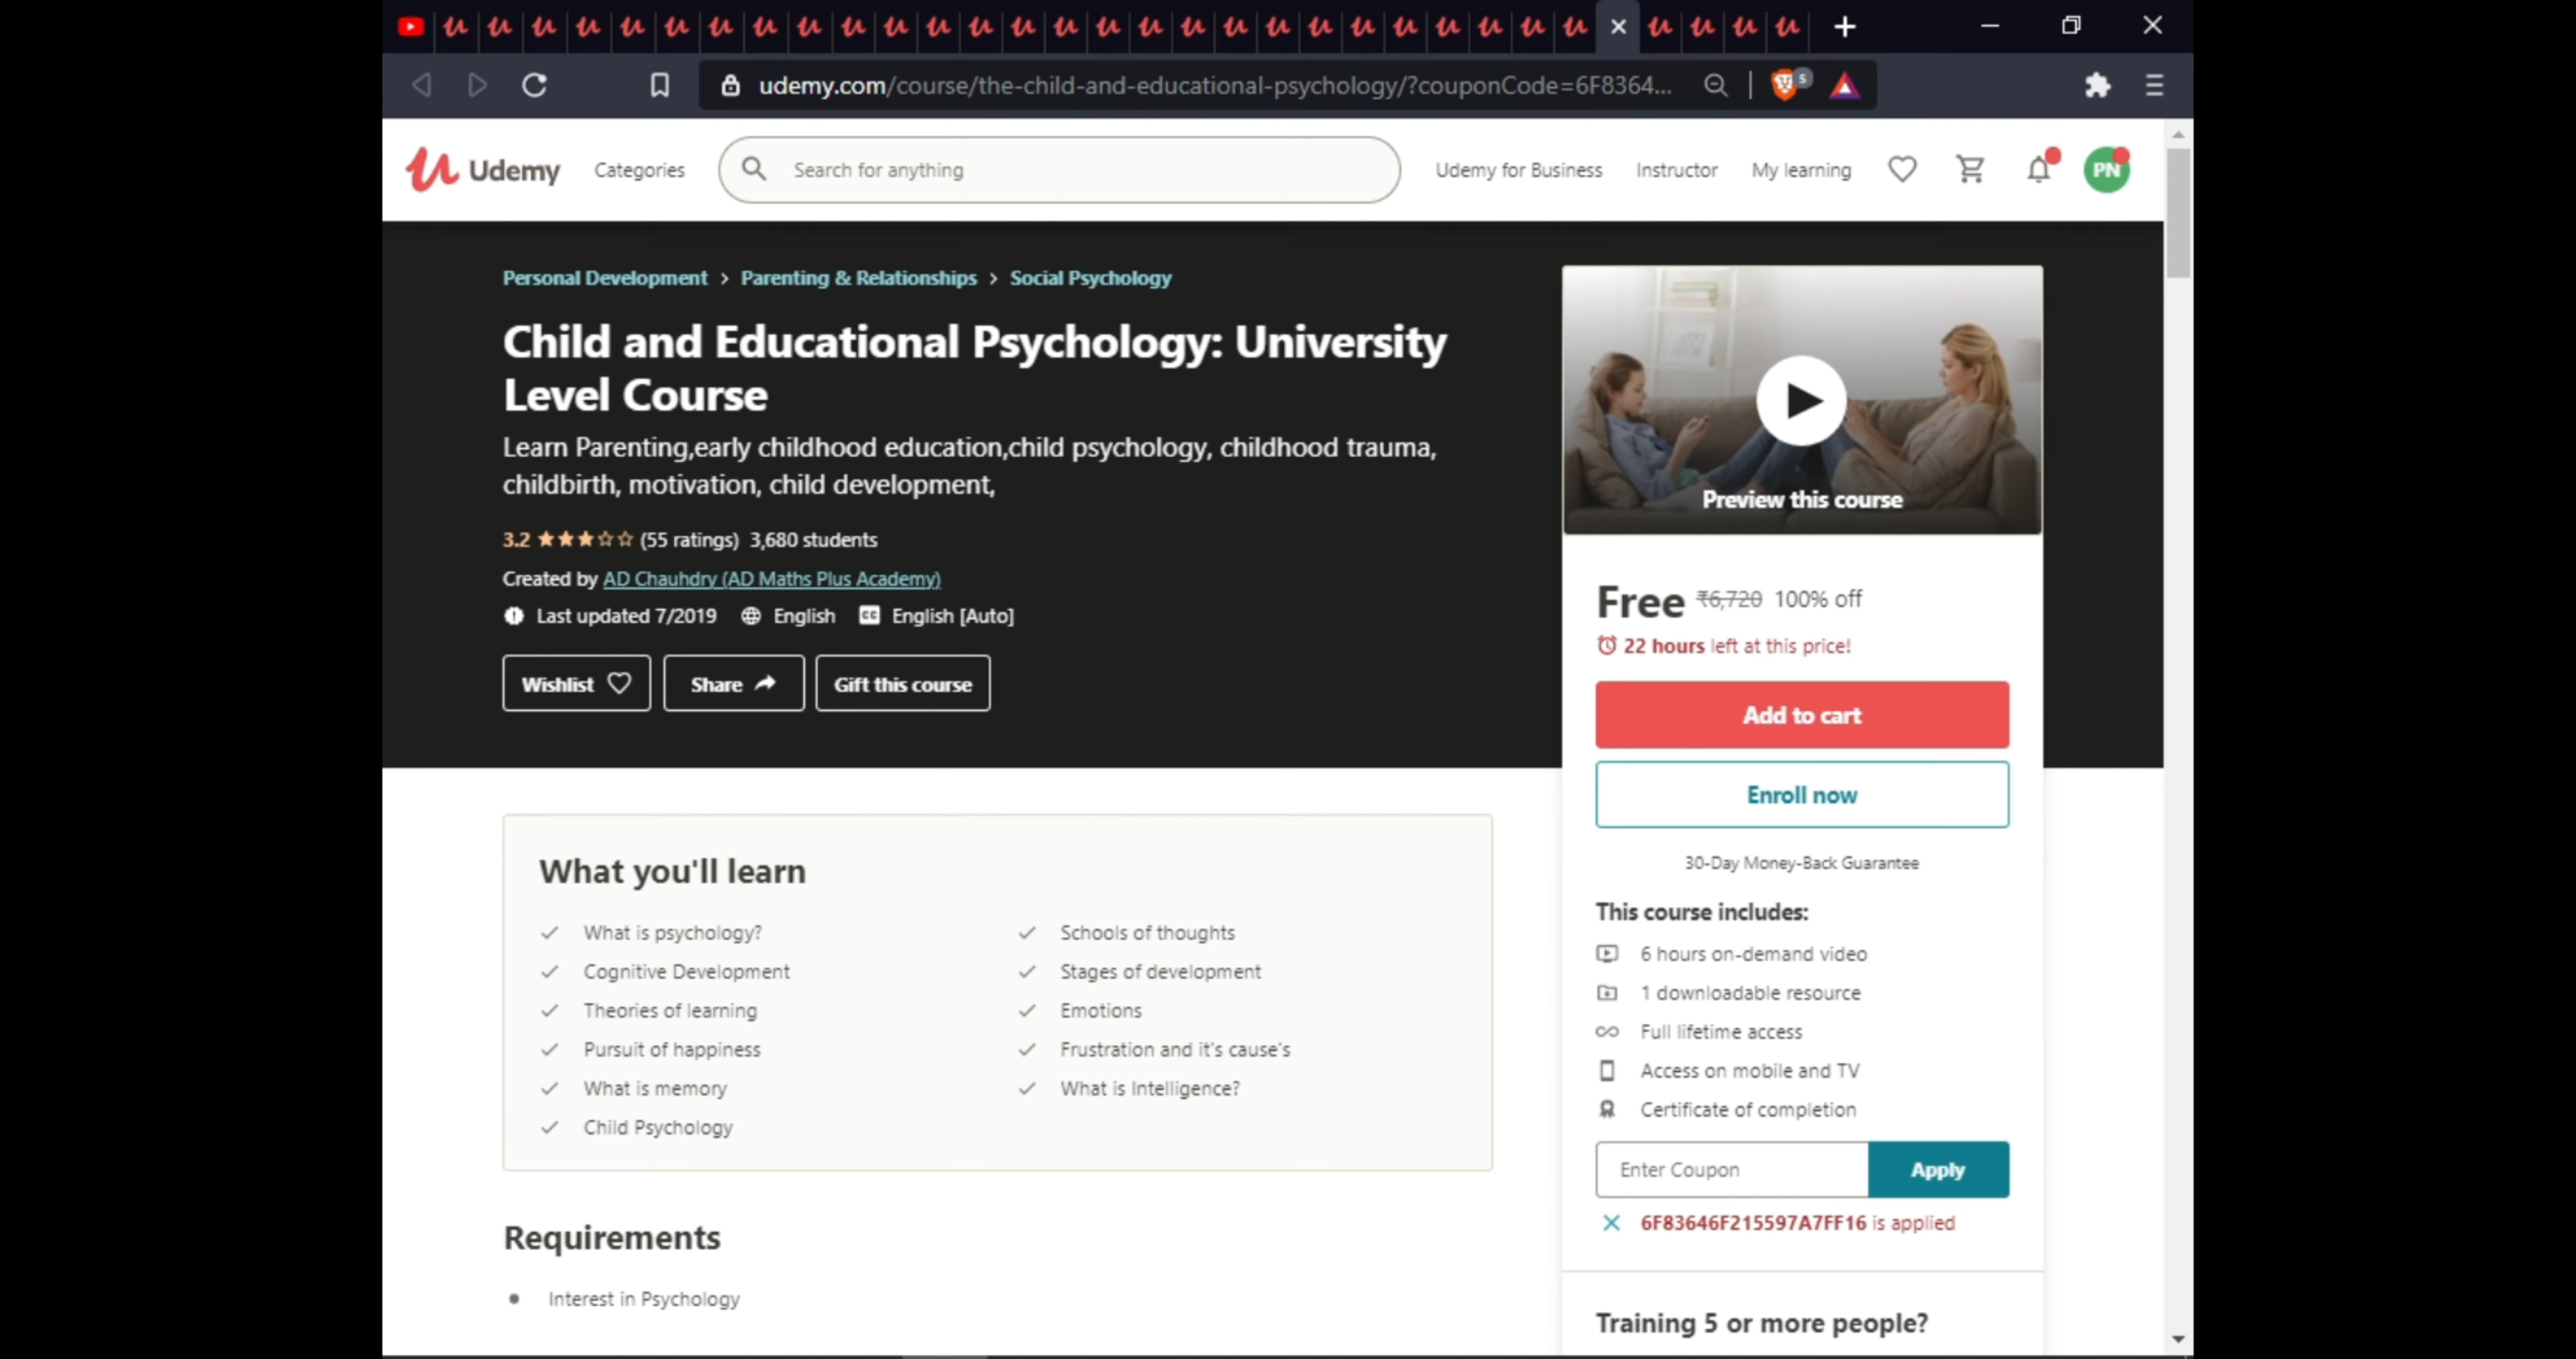 udemy.com/course/the-child-and-educational-psychology/?couponCode=6F8364...
5
Udemy
Categories
Search for anything
Udemy for Business
Instructor
My learning
PN
Personal Development > Parenting & Relationships > Social Psychology
Child and Educational Psychology: University
Level Course
Learn Parenting,early childhood education,child psychology, childhood trauma,
childbirth, motivation, child development,
3.2 (55 ratings) 3,680 students
Created by AD Chauhdry (AD Maths Plus Academy)
Last updated 7/2019 English English [Auto]
Wishlist
Share
Gift this course
Preview this course
Free ₹6,720 100% off
22 hours left at this price!
Add to cart
Enroll now
30-Day Money-Back Guarantee
This course includes:
6 hours on-demand video
1 downloadable resource
Full lifetime access
Access on mobile and TV
Certificate of completion
Enter Coupon
Apply
6F83646F215597A7FF16 is applied
Training 5 or more people?
What you'll learn
What is psychology?
Cognitive Development
Theories of learning
Pursuit of happiness
What is memory
Child Psychology
Schools of thoughts
Stages of development
Emotions
Frustration and it's cause's
What is Intelligence?
Requirements
Interest in Psychology